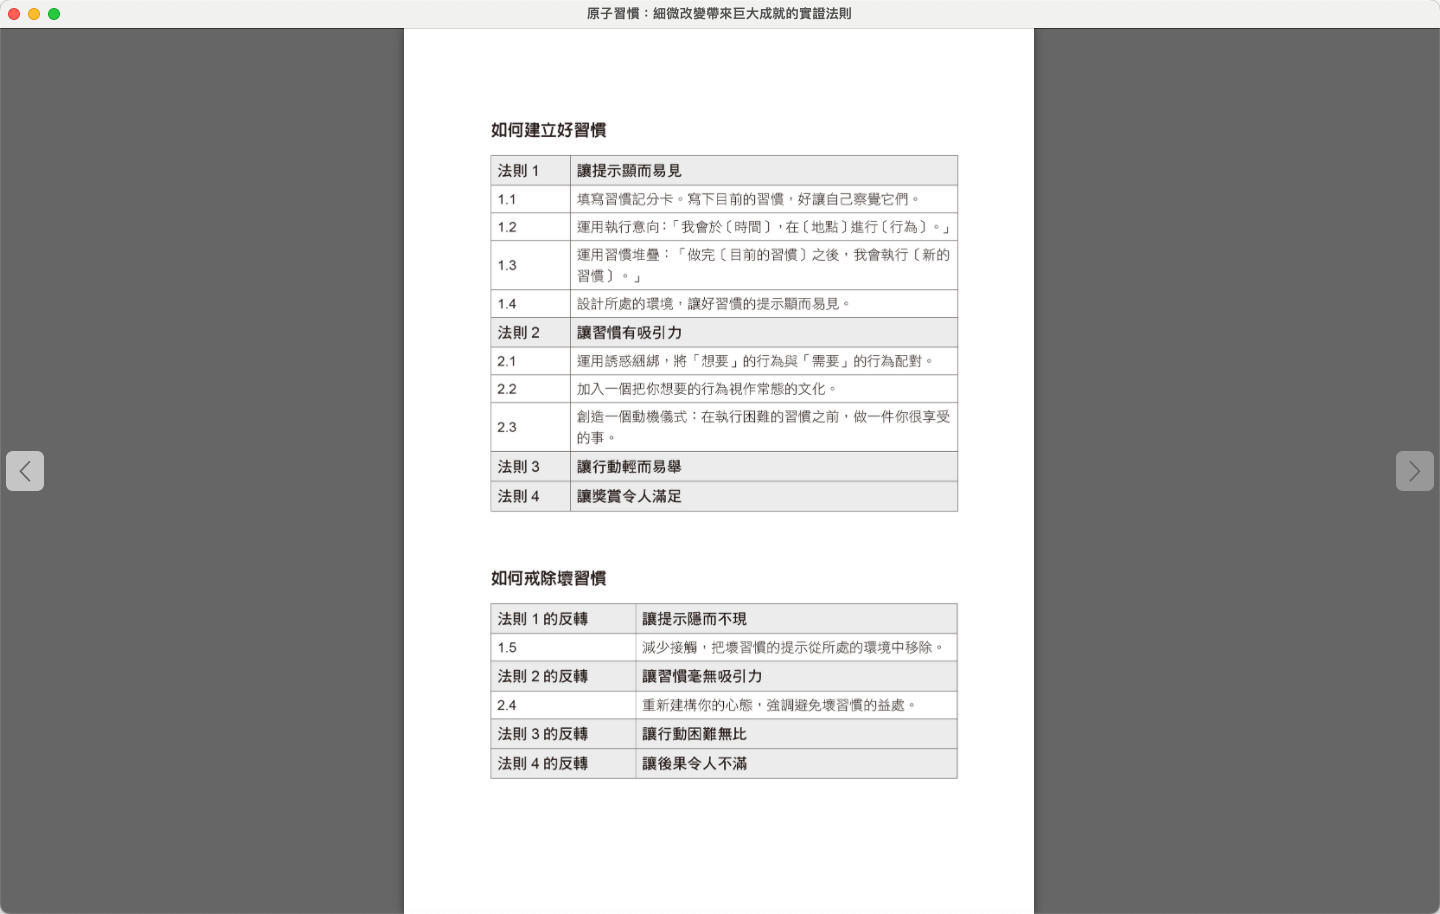 原子習慣：細微改變帶來巨大成就的實證法則
如何建立好習慣
法則 1 讓提示顯而易見
1.1 填寫習慣記分卡。寫下目前的習慣，好讓自己察覺它們。
1.2 運用執行意向：「我會於〔時間〕，在〔地點〕進行〔行為〕。」
1.3 運用習慣堆疊：「做完〔目前的習慣〕之後，我會執行〔新的
習慣〕。」
1.4 設計所處的環境，讓好習慣的提示顯而易見。
法則 2 讓習慣有吸引力
2.1 運用誘惑綑綁，將「想要」的行為與「需要」的行為配對。
2.2 加入一個把你想要的行為視作常態的文化。
2.3 創造一個動機儀式：在執行困難的習慣之前，做一件你很享受
的事。
法則 3 讓行動輕而易舉
法則 4 讓獎賞令人滿足
如何戒除壞習慣
法則 1 的反轉 讓提示隱而不現
1.5 減少接觸，把壞習慣的提示從所處的環境中移除。
法則 2 的反轉 讓習慣毫無吸引力
2.4 重新建構你的心態，強調避免壞習慣的益處。
法則 3 的反轉 讓行動困難無比
法則 4 的反轉 讓後果令人不滿